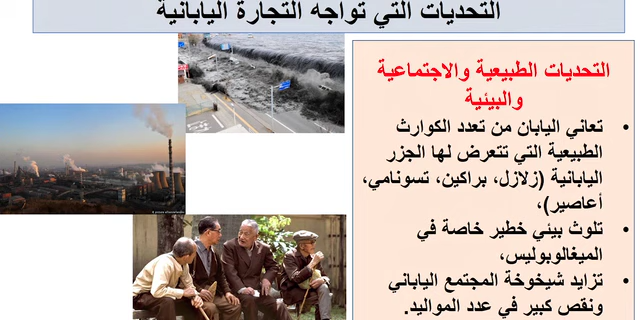 التحديات التي تواجه التجارة اليابانية
التحديات الطبيعية والاجتماعية
والبيئية
• تعاني اليابان من تعدد الكوارث
الطبيعية التي تتعرض لها الجزر
اليابانية (زلازل، براكين، تسونامي،
أعاصير)،
• تلوث بيئي خطير خاصة في
الميغالوبوليس،
• تزايد شيخوخة المجتمع الياباني
ونقص كبير في عدد المواليد.